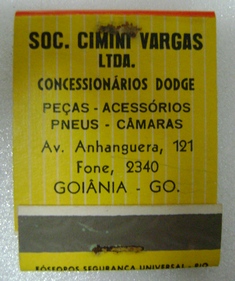 SOC. CIMINI VARGAS
LTDA.
CONCESSIONÁRIOS DODGE
PEÇAS - ACESSÓRIOS
PNEUS - CÂMARAS
Av. Anhanguera, 121
Fone, 2340
GOIÂNIA - GO.
FÓSFOROS SEGURANÇA UNIVERSAL - RIO